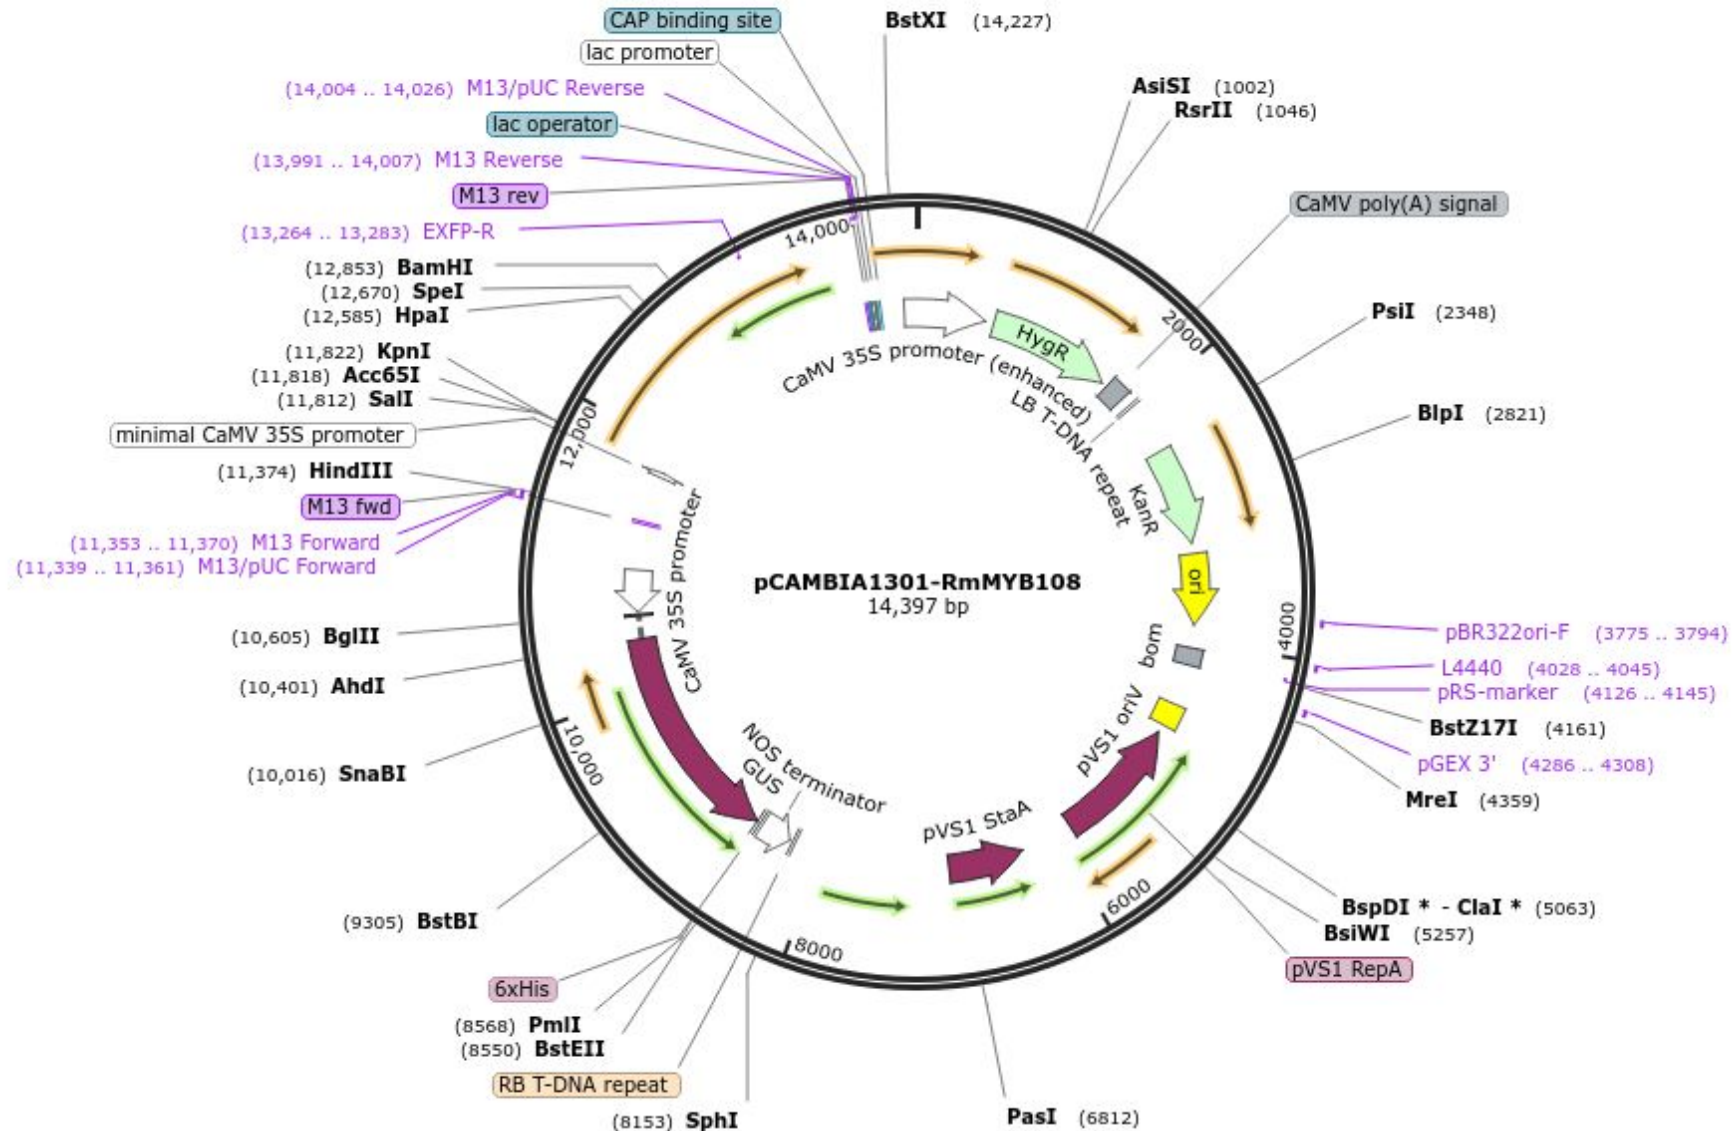 CAP binding site
lac promoter
(14,004 .. 14,026) M13/pUC Reverse
lac operator
(13,991 .. 14,007) M13 Reverse
M13 rev
(13,264 .. 13,283) EXFP-R
(12,853) BamHI
(12,670) SpeI
(12,585) HpaI
(11,822) KpnI
(11,818) Acc65I
(11,812) SalI
minimal CaMV 35S promoter
(11,374) HindIII
M13 fwd
(11,353 .. 11,370) M13 Forward
(11,339 .. 11,361) M13/pUC Forward
(10,605) BglII
(10,401) AhdI
(10,016) SnaBI
(9305) BstBI
6xHis
(8568) PmlI
(8550) BstEII
RB T-DNA repeat
(8153) SphI
BstXI (14,227)
AsiSI (1002)
RsrII (1046)
CaMV poly(A) signal
PsiI (2348)
BlpI (2821)
pBR322ori-F (3775 .. 3794)
L4440 (4028 .. 4045)
pRS-marker (4126 .. 4145)
BstZ17I (4161)
pGEX 3' (4286 .. 4308)
MreI (4359)
BspDI * - ClaI * (5063)
BsiWI (5257)
pVS1 RepA
PasI (6812)
14,000
2000
4000
6000
8000
10,000
12,000
CaMV 35S promoter (enhanced)
HygR
LB T-DNA repeat
KanR
ori
bom
pVS1 oriV
pVS1 StaA
NOS terminator
GUS
CaMV 35S promoter
pCAMBIA1301-RmMYB108
14,397 bp